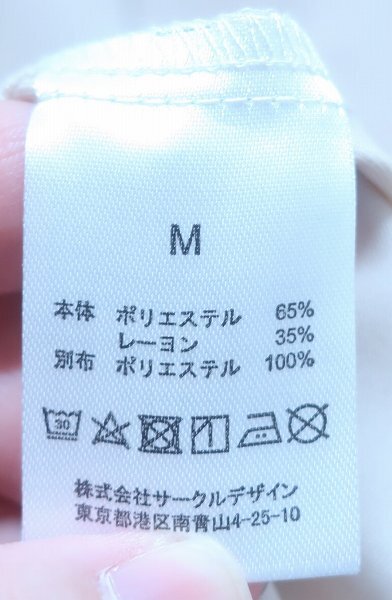 M
本体 ポリエステル 65%
レーヨン 35%
別布 ポリエステル 100%
30
株式会社サークルデザイン
東京都港区南青山4-25-10